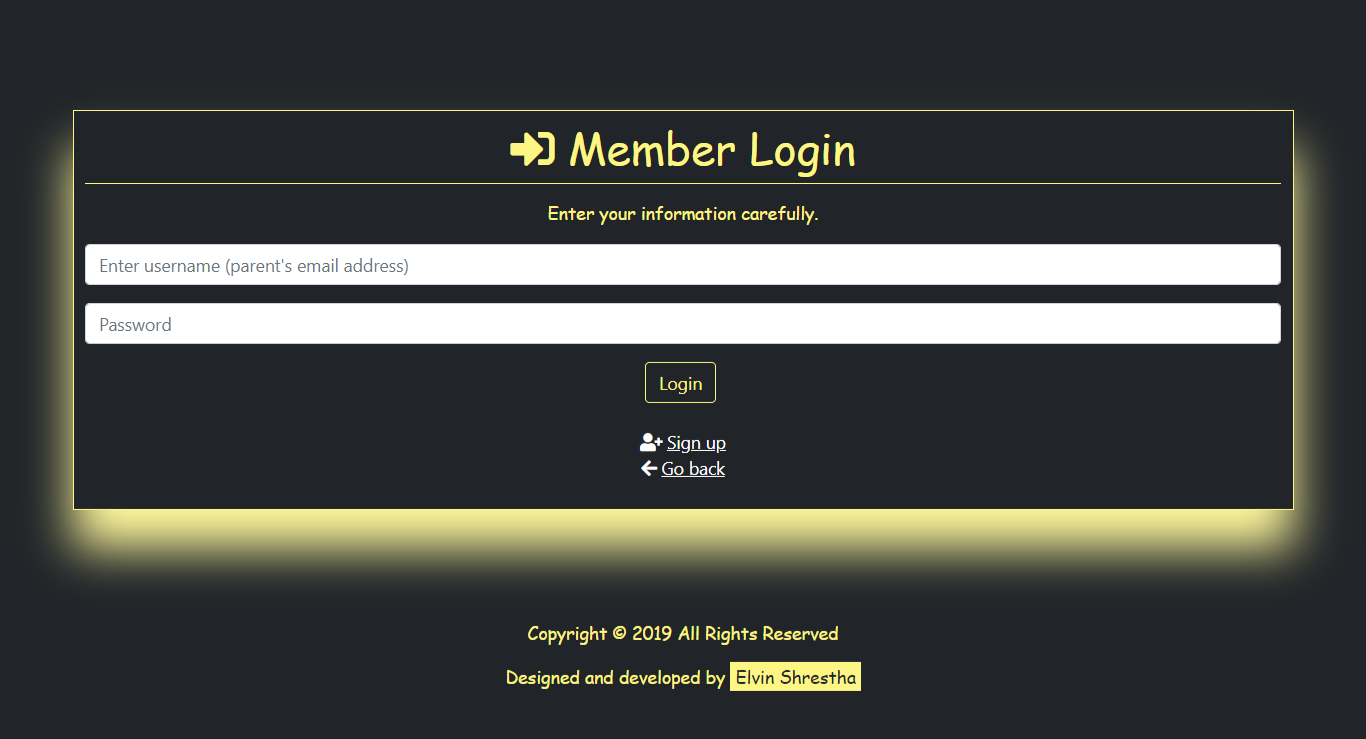 Member Login
Enter your information carefully.
Enter username (parent's email address)
Password
Login
Sign up
Go back
Copyright © 2019 All Rights Reserved
Designed and developed by Elvin Shrestha